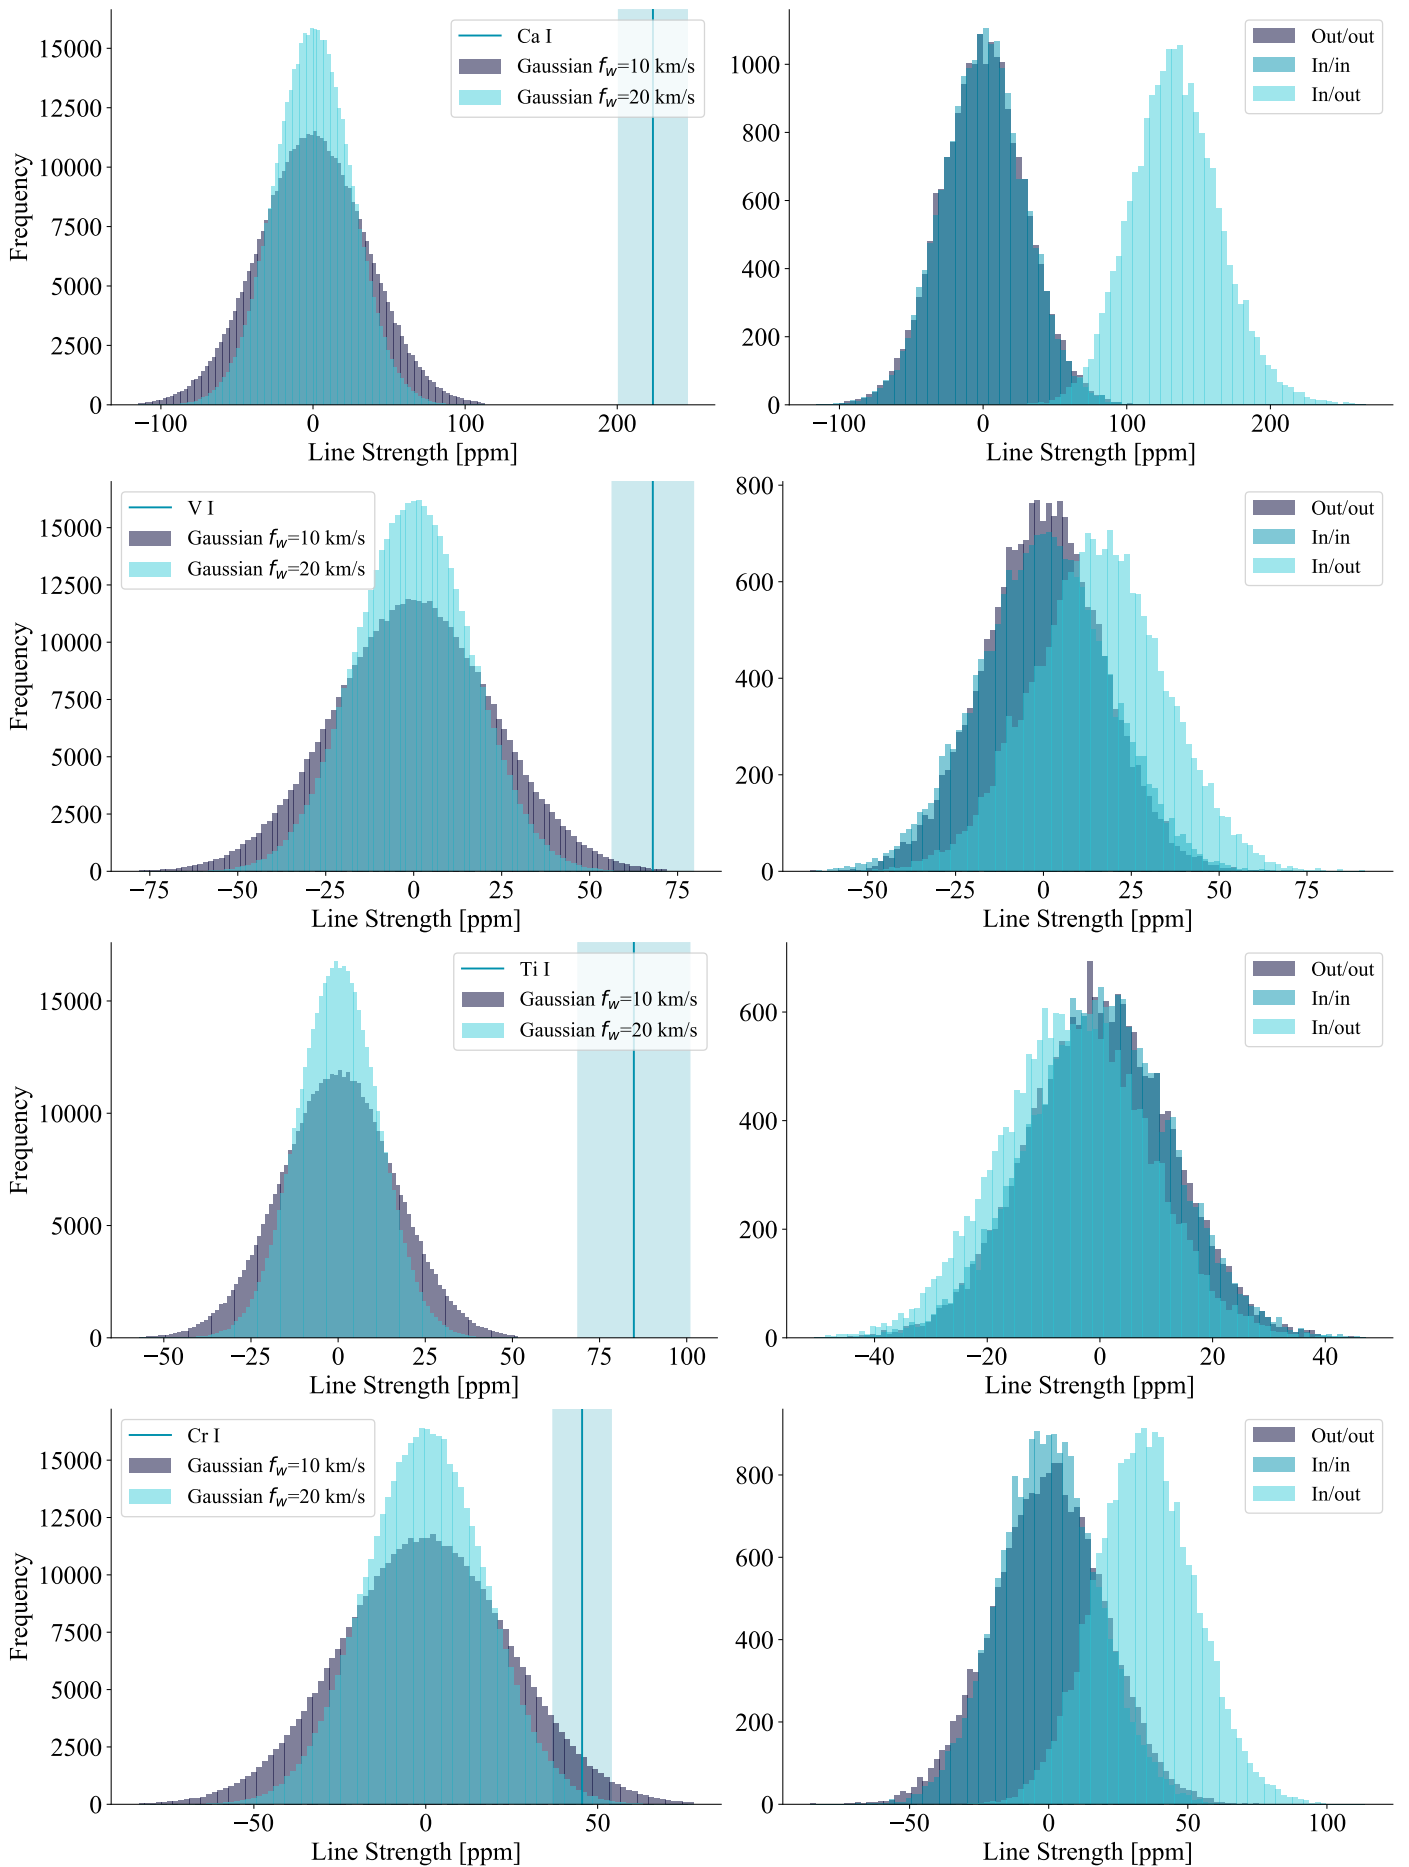 Ca I
Gaussian f_w=10 km/s
Gaussian f_w=20 km/s
Frequency
15000
12500
10000
7500
5000
2500
0
−100 0 100 200
Line Strength [ppm]
Out/out
In/in
In/out
1000
800
600
400
200
0
−100 0 100 200
Line Strength [ppm]
V I
Gaussian f_w=10 km/s
Gaussian f_w=20 km/s
Frequency
15000
12500
10000
7500
5000
2500
0
−75 −50 −25 0 25 50 75
Line Strength [ppm]
Out/out
In/in
In/out
800
600
400
200
0
−50 −25 0 25 50 75
Line Strength [ppm]
Ti I
Gaussian f_w=10 km/s
Gaussian f_w=20 km/s
Frequency
15000
10000
5000
0
−50 −25 0 25 50 75 100
Line Strength [ppm]
Out/out
In/in
In/out
600
400
200
0
−40 −20 0 20 40
Line Strength [ppm]
Cr I
Gaussian f_w=10 km/s
Gaussian f_w=20 km/s
Frequency
15000
12500
10000
7500
5000
2500
0
−50 0 50
Line Strength [ppm]
Out/out
In/in
In/out
800
600
400
200
0
−50 0 50 100
Line Strength [ppm]